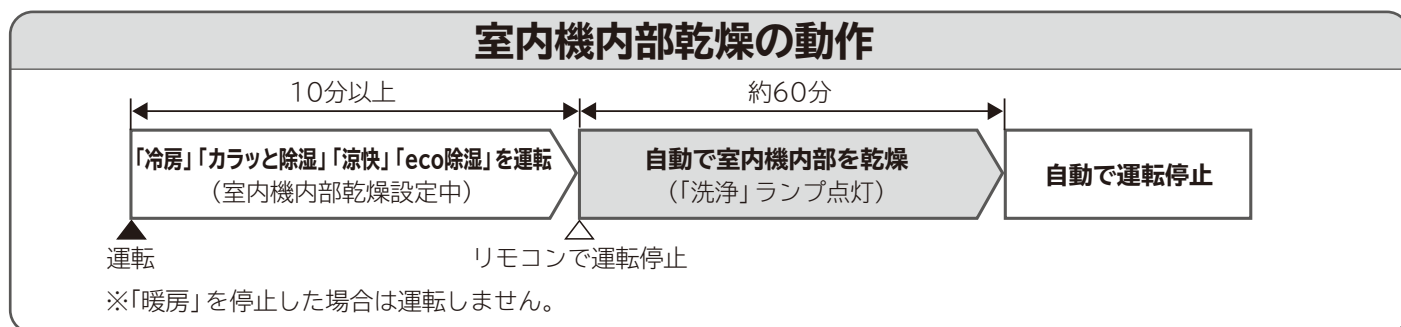 室内機内部乾燥の動作
10分以上
約60分
「冷房」「カラッと除湿」「涼快」「eco除湿」を運転
（室内機内部乾燥設定中）
自動で室内機内部を乾燥
（「洗浄」ランプ点灯）
自動で運転停止
運転
リモコンで運転停止
※「暖房」を停止した場合は運転しません。